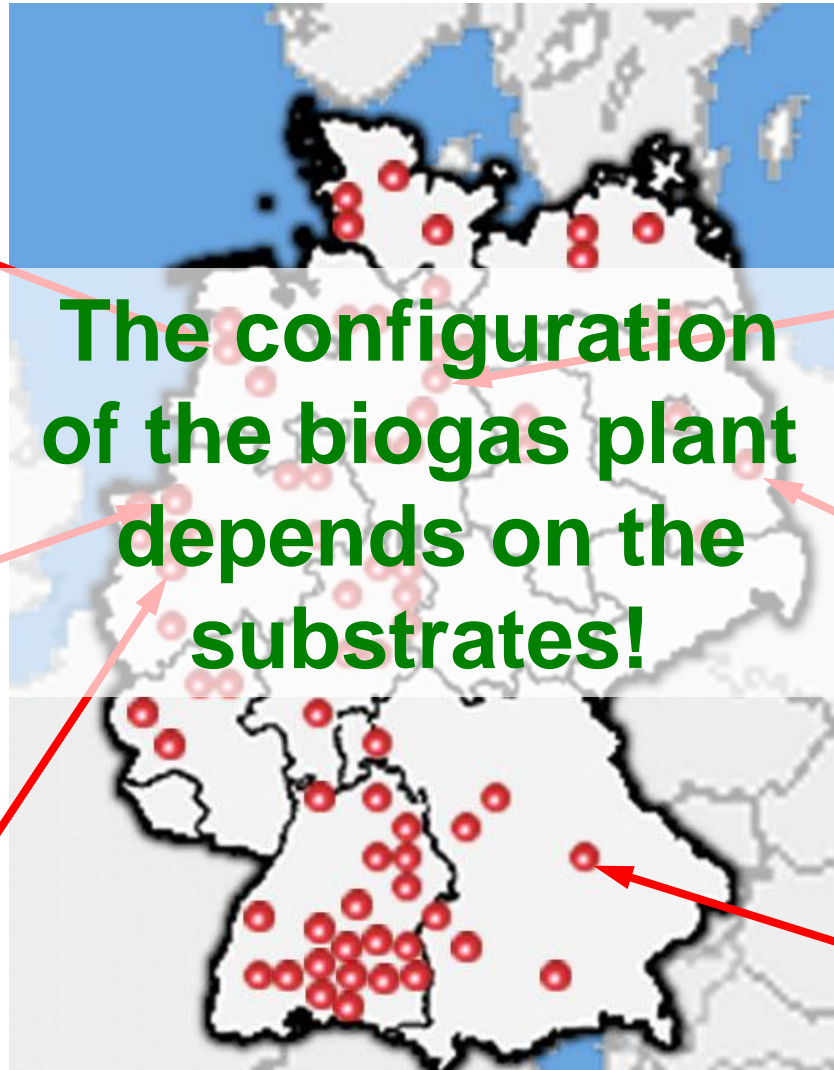 The configuration
of the biogas plant
depends on the
substrates!